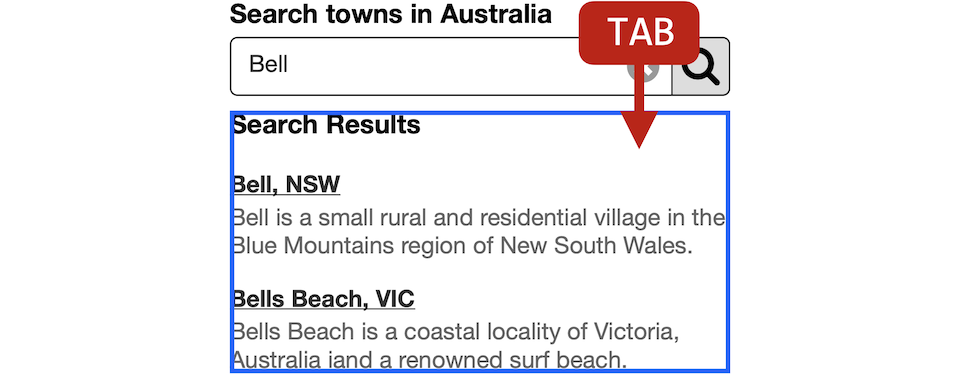 Search towns in Australia
TAB
Bell
Search Results
Bell, NSW
Bell is a small rural and residential village in the
Blue Mountains region of New South Wales.
Bells Beach, VIC
Bells Beach is a coastal locality of Victoria,
Australia iand a renowned surf beach.